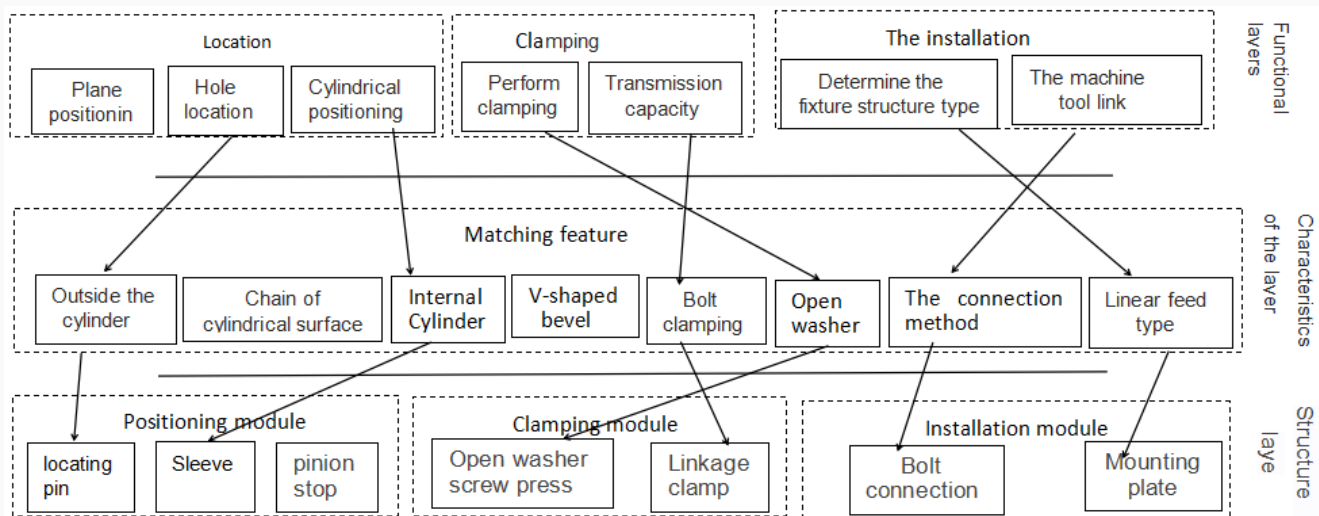 Location
Clamping
The installation
Plane
positionin
Hole
location
Cylindrical
positioning
Perform
clamping
Transmission
capacity
Determine the
fixture structure type
The machine
tool link
Functional
layers
Matching feature
Outside the
cylinder
Chain of
cylindrical surface
Internal
Cylinder
V-shaped
bevel
Bolt
clamping
Open
washer
The connection
method
Linear feed
type
Characteristics
of the layer
Positioning module
Clamping module
Installation module
locating
pin
Sleeve
pinion
stop
Open washer
screw press
Linkage
clamp
Bolt
connection
Mounting
plate
Structure
laye